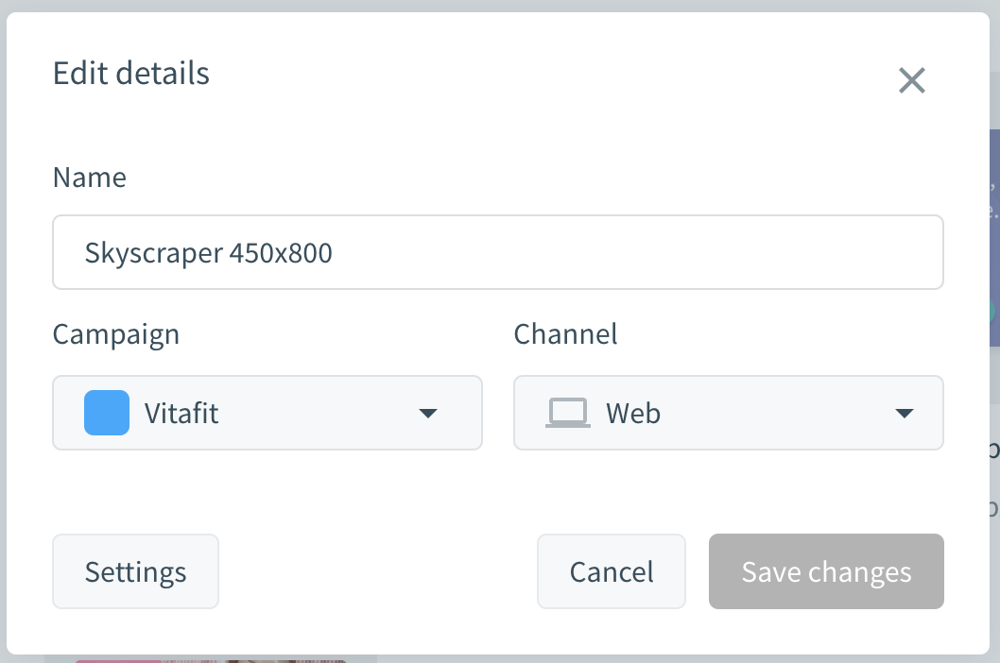 Edit details
Name
Skyscraper 450x800
Campaign
Channel
Vitafit
Web
Settings
Cancel
Save changes